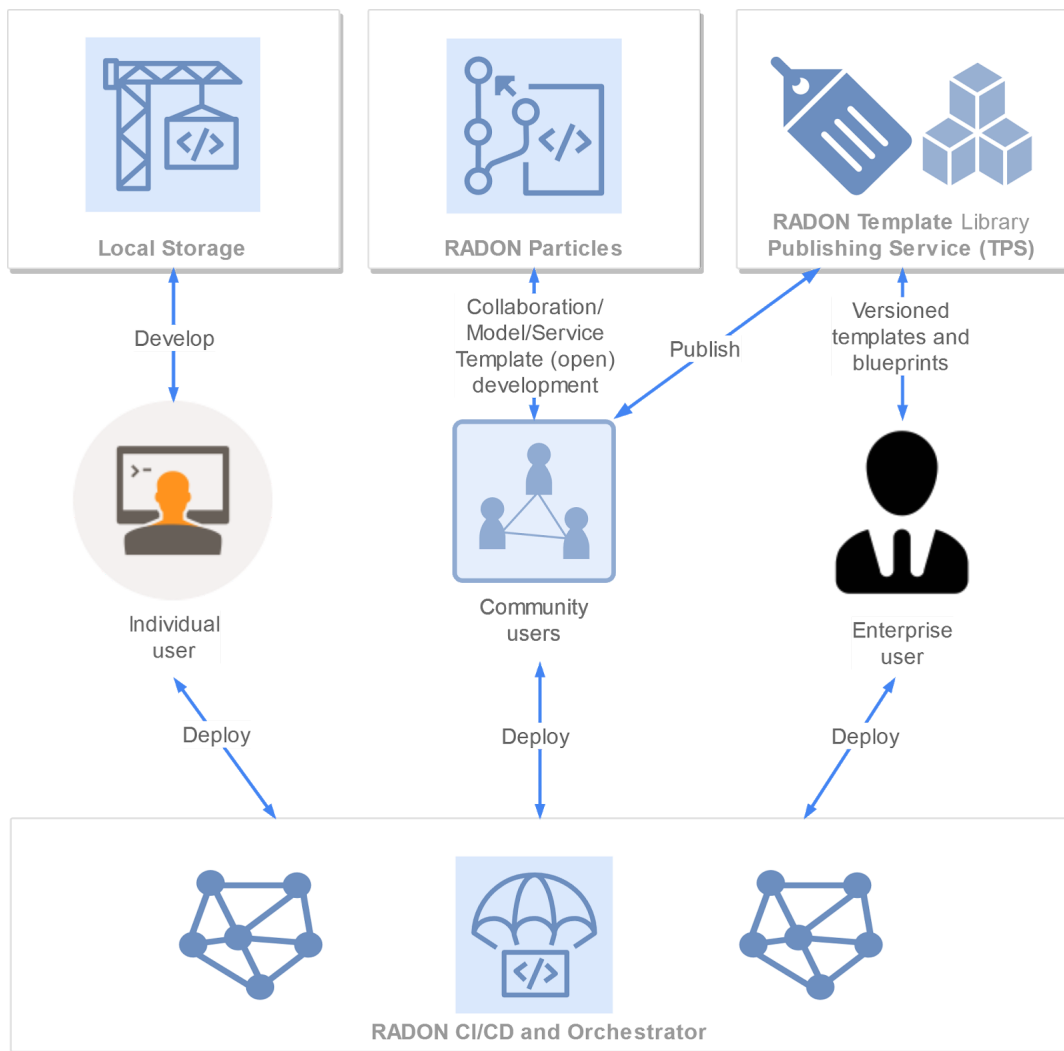 Local Storage
RADON Particles
RADON Template Library
Publishing Service (TPS)
Develop
Collaboration/
Model/Service
Template (open)
development
Publish
Versioned
templates and
blueprints
>-
Individual
user
Community
users
Enterprise
user
Deploy
Deploy
Deploy
</>
</>
</>
RADON CI/CD and Orchestrator